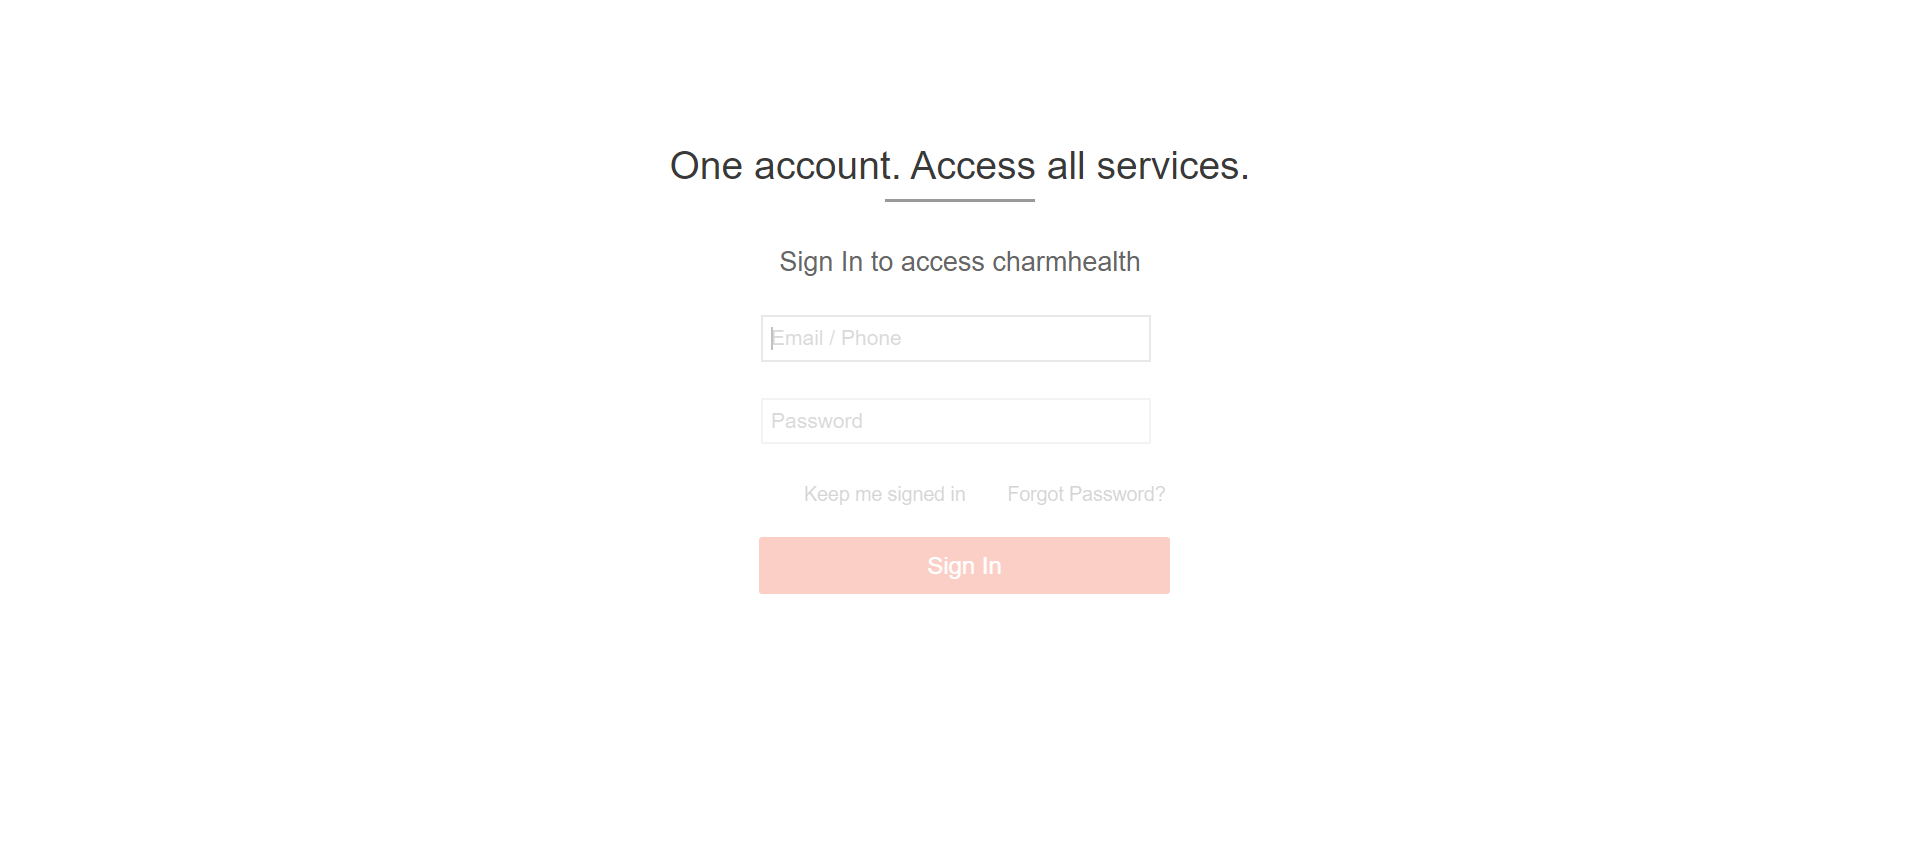 One account. Access all services.
Sign In to access charmhealth
Email / Phone
Password
Keep me signed in Forgot Password?
Sign In